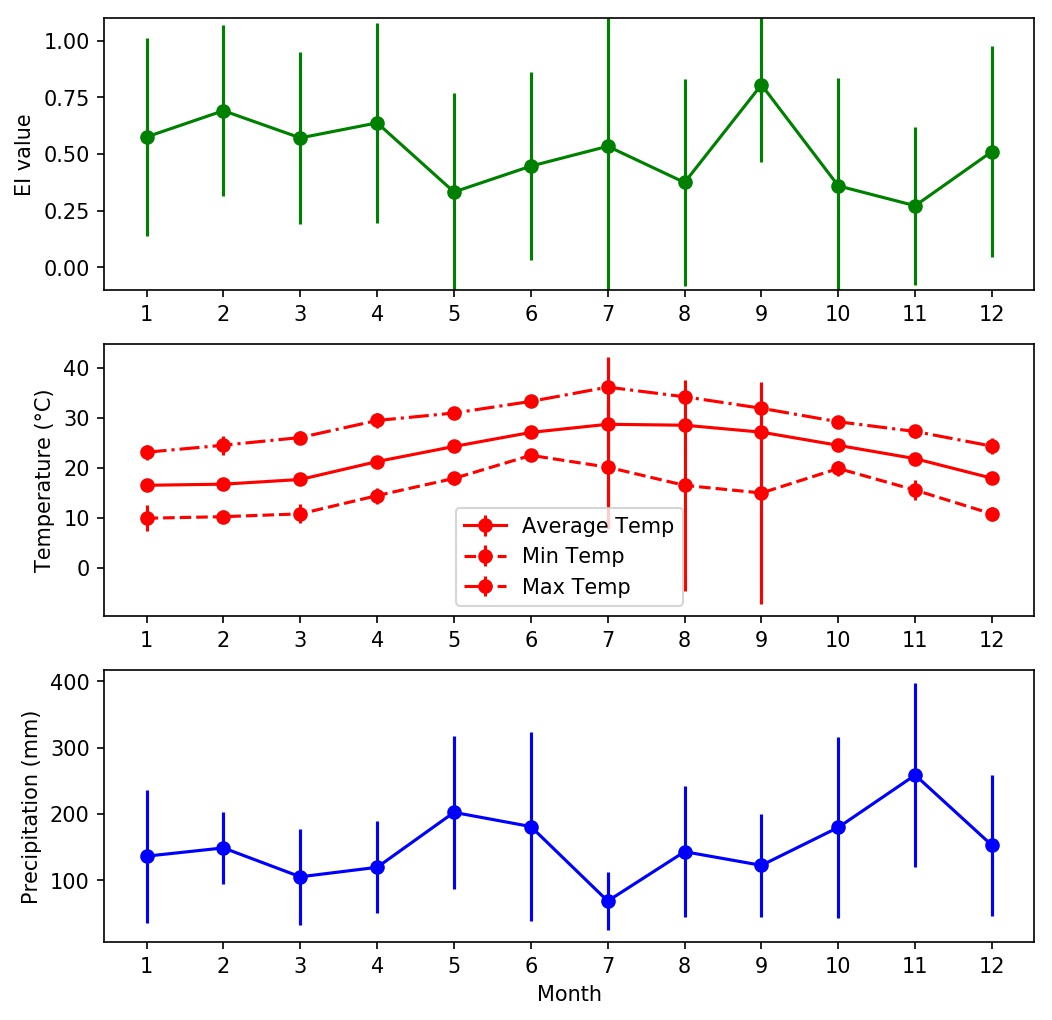 EI value
1.00
0.75
0.50
0.25
0.00
1 2 3 4 5 6 7 8 9 10 11 12
Temperature (°C)
40
30
20
10
0
Average Temp
Min Temp
Max Temp
1 2 3 4 5 6 7 8 9 10 11 12
Precipitation (mm)
400
300
200
100
1 2 3 4 5 6 7 8 9 10 11 12
Month